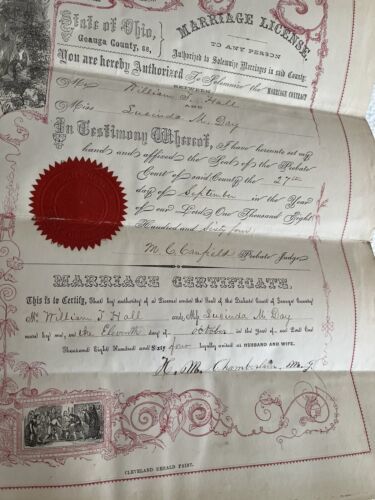 MARRIAGE LICENSE,
State of Ohio,
Geauga County, ss,
TO ANY PERSON
Authorized to Solemnize Marriages in said County:
You are hereby Authorized To Solemnize the MARRIAGE CONTRACT
BETWEEN
Mr William T. Hall
AND
Miss Lucinda M. Day
In Testimony Whereof, I have hereunto set my
hand and affixed the Seal of the Probate
Court of said County the 27th
day of September in the Year
of our Lord One Thousand Eight
Hundred and Sixty four
M. C. Canfield Probate Judge
MARRIAGE CERTIFICATE.
This is to Certify, That by authority of a License under the Seal of the Probate Court of Geauga County
Mr William T Hall and Miss Lucinda M. Day
were by me, on the Eleventh day of October in the Year of our Lord One
Thousand Eight Hundred and Sixty four legally united as HUSBAND AND WIFE.
CLEVELAND HERALD PRINT.